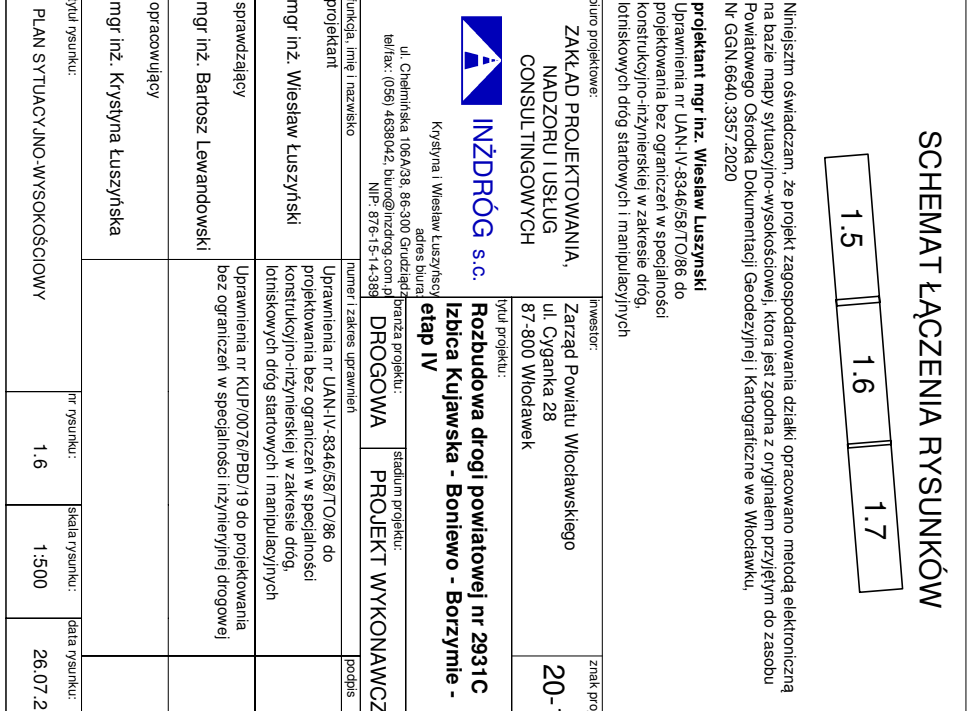 SCHEMAT ŁĄCZENIA RYSUNKÓW
1.5
1.6
1.7
Niniejsztm oświadczam, że projekt zagospodarowania działki opracowano metodą elektroniczną
na bazie mapy sytuacyjno-wysokościowej, ktora jest zgodna z oryginałem przyjętym do zasobu
Powiatowego Ośrodka Dokumentacji Geodezyjnej i Kartograficzne we Włocławku,
Nr GGN.6640.3357.2020
projektant mgr inz. Wieslaw Luszynski
Uprawnienia nr UAN-IV-8346/58/TO/86 do
projektowania bez ograniczeń w specjalności
konstrukcyjno-inżynierskiej w zakresie dróg,
lotniskowych dróg startowych i manipulacyjnych
biuro projektowe:
ZAKŁAD PROJEKTOWANIA,
NADZORU I USŁUG
CONSULTINGOWYCH
INŻDRÓG s.c.
Krystyna i Wiesław Łuszyńscy
adres biura:
ul. Chełmińska 106A/38, 86-300 Grudziądz
tel/fax: (056) 4638042, biuro@inzdrog.com.pl
NIP: 876-15-14-389
inwestor:
Zarząd Powiatu Włocławskiego
ul. Cyganka 28
87-800 Włocławek
znak pro
20-
tytuł projektu:
Rozbudowa drogi powiatowej nr 2931C
Izbica Kujawska - Boniewo - Borzymie -
etap IV
branża projektu:
DROGOWA
stadium projektu:
PROJEKT WYKONAWCZ
funkcja, imię i nazwisko
numer i zakres uprawnień
podpis
projektant
mgr inż. Wiesław Łuszyński
Uprawnienia nr UAN-IV-8346/58/TO/86 do
projektowania bez ograniczeń w specjalności
konstrukcyjno-inżynierskiej w zakresie dróg,
lotniskowych dróg startowych i manipulacyjnych
sprawdzający
mgr inż. Bartosz Lewandowski
Uprawnienia nr KUP/0076/PBD/19 do projektowania
bez ograniczeń w specjalności inżynieryjnej drogowej
opracowujący
mgr inż. Krystyna Łuszyńska
tytuł rysunku:
PLAN SYTUACYJNO-WYSOKOŚCIOWY
nr rysunku:
1.6
skala rysunku:
1:500
data rysunku:
26.07.2